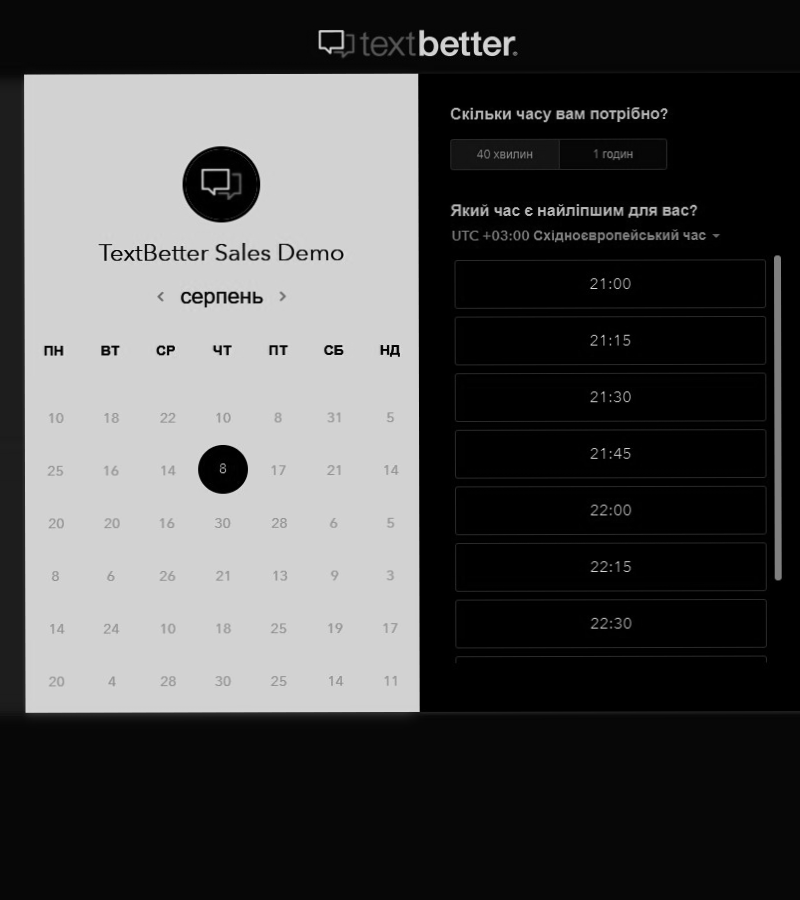 textbetter.
TextBetter Sales Demo
‹ серпень ›
ПН ВТ СР ЧТ ПТ СБ НД
10 18 22 10 8 31 5
25 16 14 8 17 21 14
20 20 16 30 28 6 5
8 6 26 21 13 9 3
14 24 10 18 25 19 17
20 4 28 30 25 14 11
Скільки часу вам потрібно?
40 хвилин 1 годин
Який час є найліпшим для вас?
UTC +03:00 Східноєвропейський час
21:00
21:15
21:30
21:45
22:00
22:15
22:30